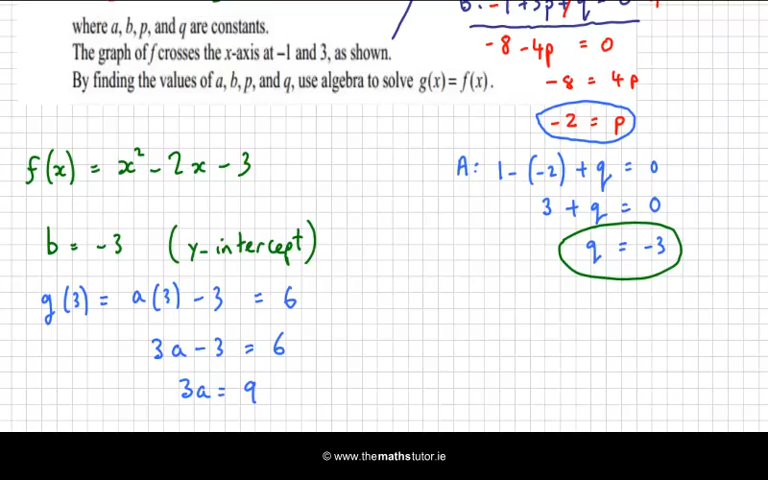 where a, b, p, and q are constants.
The graph of f crosses the x-axis at −1 and 3, as shown.
By finding the values of a, b, p, and q, use algebra to solve g(x) = f(x).
-8 - 4p = 0
-8 = 4p
-2 = p
f(x) = x² - 2x - 3
b = -3 (y-intercept)
g(3) = a(3) - 3 = 6
3a - 3 = 6
3a = 9
A: 1 - (-2) + q = 0
3 + q = 0
q = -3
© www.themathstutor.ie